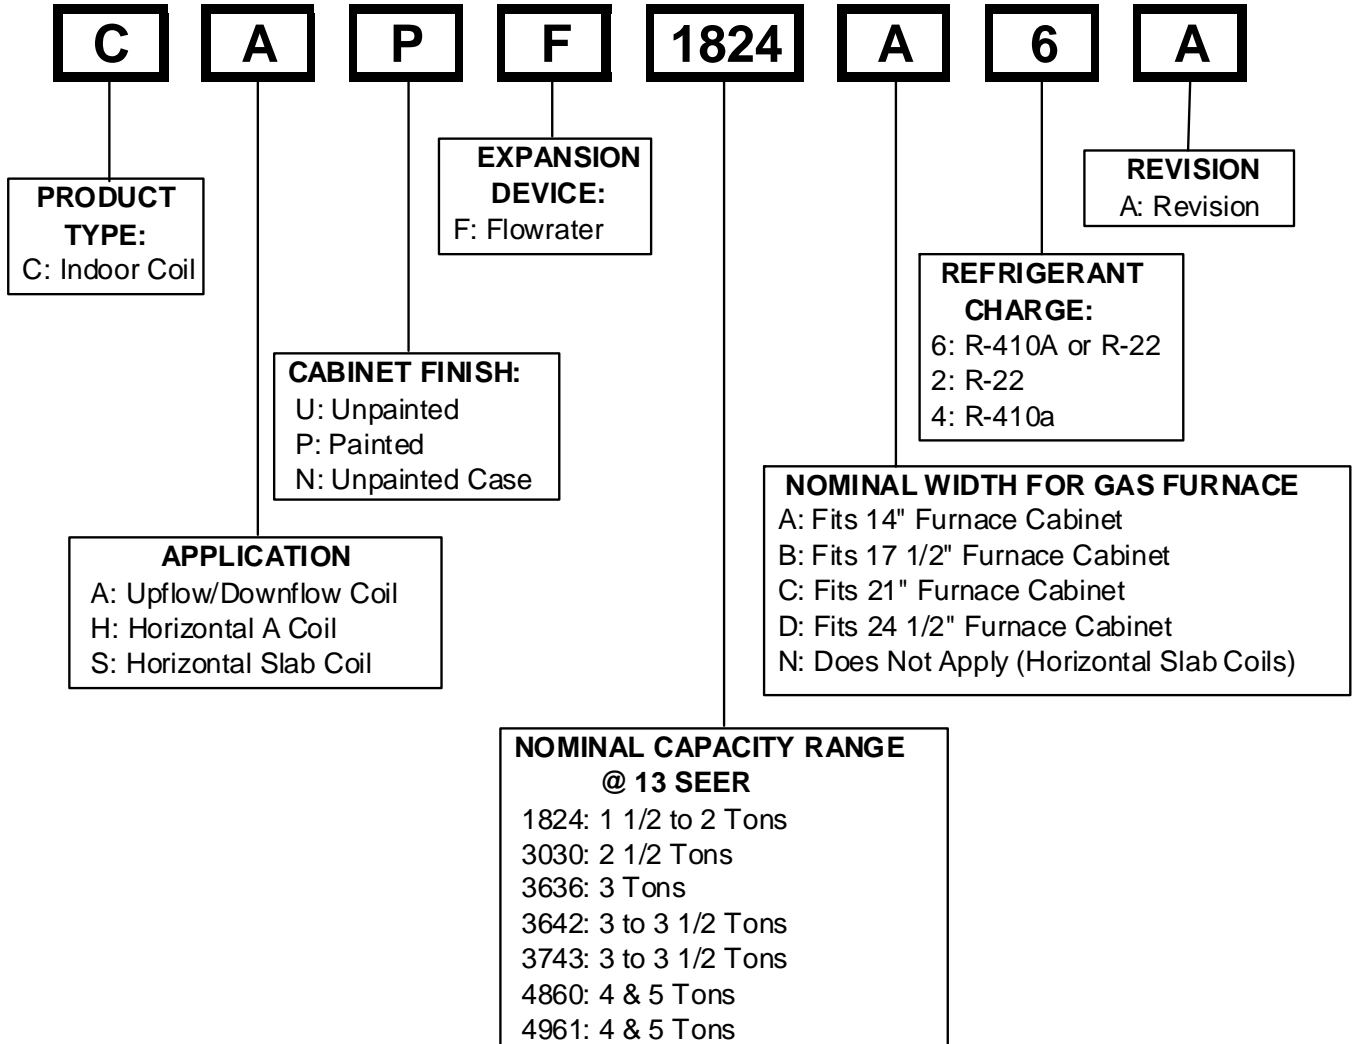 C A P F 1824 A 6 A
PRODUCT
TYPE:
C: Indoor Coil
EXPANSION
DEVICE:
F: Flowrater
REVISION
A: Revision
REFRIGERANT
CHARGE:
6: R-410A or R-22
2: R-22
4: R-410a
CABINET FINISH:
U: Unpainted
P: Painted
N: Unpainted Case
NOMINAL WIDTH FOR GAS FURNACE
A: Fits 14" Furnace Cabinet
B: Fits 17 1/2" Furnace Cabinet
C: Fits 21" Furnace Cabinet
D: Fits 24 1/2" Furnace Cabinet
N: Does Not Apply (Horizontal Slab Coils)
APPLICATION
A: Upflow/Downflow Coil
H: Horizontal A Coil
S: Horizontal Slab Coil
NOMINAL CAPACITY RANGE
@ 13 SEER
1824: 1 1/2 to 2 Tons
3030: 2 1/2 Tons
3636: 3 Tons
3642: 3 to 3 1/2 Tons
3743: 3 to 3 1/2 Tons
4860: 4 & 5 Tons
4961: 4 & 5 Tons